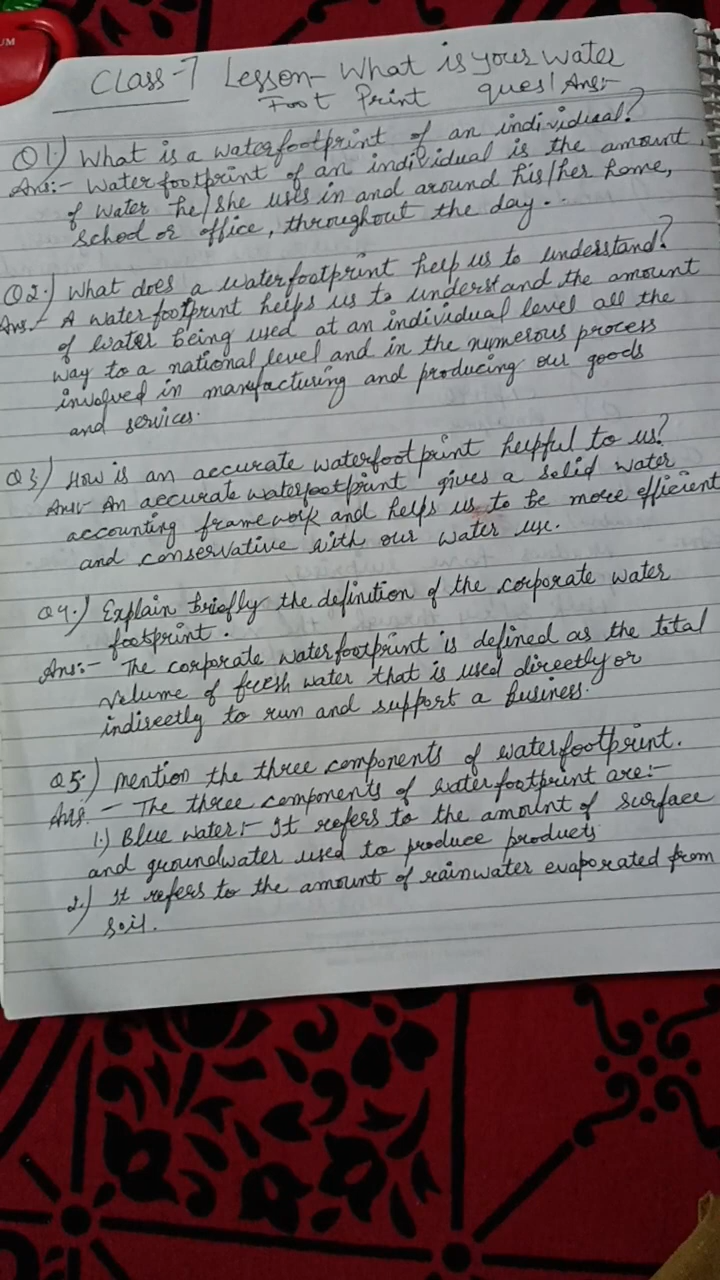 UM
Class-7 Lesson- What is your Water
Foot Print ques/Ans:-
Q1.) What is a waterfootprint of an individual?
Ans:- Waterfootprint of an individual is the amount
of water he/she uses in and around his/her home,
school or office, throughout the day..
Q2.) What does a waterfootprint help us to understand?
Ans.- A waterfootprint helps us to understand the amount
of water being used at an individual level all the
way to a national level and in the numerous process
involved in manufacturing and producing our goods
and services.
Q3) How is an accurate waterfootprint helpful to us?
Ans- An accurate waterfootprint gives a solid water
accounting framework and helps us to be more efficient
and conservative with our water use.
Q4.) Explain briefly the definition of the corporate water
footprint.
Ans:- The corporate waterfootprint is defined as the total
volume of fresh water that is used directly or
indirectly to run and support a business.
Q5.) Mention the three components of waterfootprint.
Ans. - The three components of waterfootprint are:-
1.) Blue water:- It refers to the amount of surface
and groundwater used to produce products
2.) It refers to the amount of rainwater evaporated from
soil.